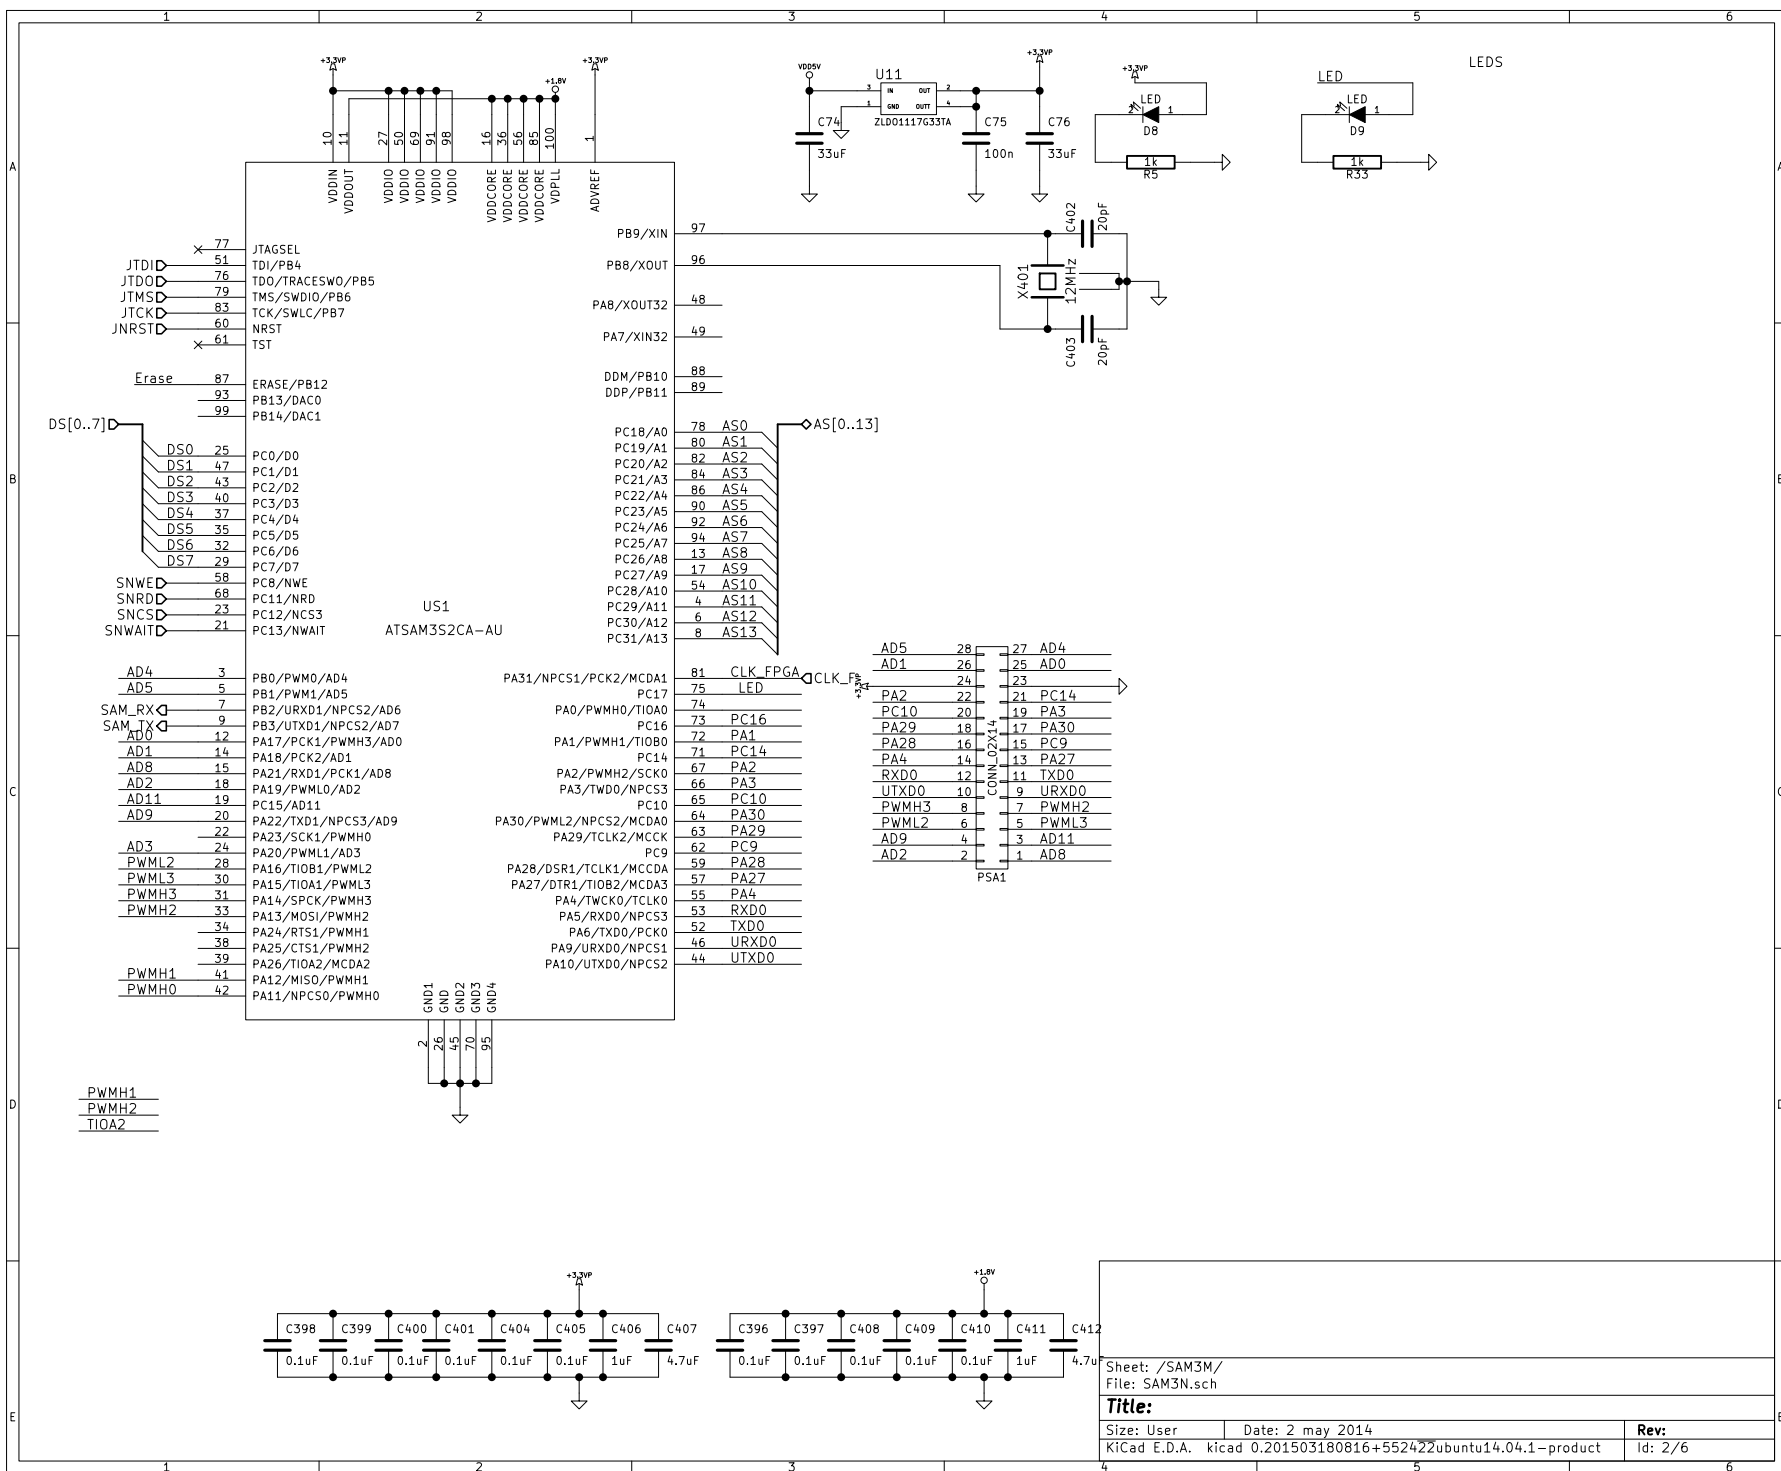 1 2 3 4 5 6
+3.3VP
+1.8V
+3.3VP
10 11 27 50 69 91 98 16 36 56 85 100 1
VDDIN VDDOUT VDDIO VDDIO VDDIO VDDIO VDDIO VDDCORE VDDCORE VDDCORE VDDCORE VDPLL ADVREF
VDD5V
U11
3 IN OUT 2
1 GND OUTT 4
ZLDO1117G33TA
C74
33uF
C75
100n
C76
33uF
+3.3VP
+3.3VP
LED
2 1
D8
1k
R5
LED
LED
2 1
D9
1k
R33
LEDS
A A
77 JTAGSEL
JTDI 51 TDI/PB4
JTDO 76 TDO/TRACESWO/PB5
JTMS 79 TMS/SWDIO/PB6
JTCK 83 TCK/SWLC/PB7
JNRST 60 NRST
61 TST
Erase 87 ERASE/PB12
93 PB13/DAC0
99 PB14/DAC1
DS[0..7]
DS0 25 PC0/D0
DS1 47 PC1/D1
DS2 43 PC2/D2
DS3 40 PC3/D3
DS4 37 PC4/D4
DS5 35 PC5/D5
DS6 32 PC6/D6
DS7 29 PC7/D7
SNWE 58 PC8/NWE
SNRD 68 PC11/NRD
SNCS 23 PC12/NCS3
SNWAIT 21 PC13/NWAIT
US1
ATSAM3S2CA-AU
AD4 3 PB0/PWM0/AD4
AD5 5 PB1/PWM1/AD5
SAM_RX 7 PB2/URXD1/NPCS2/AD6
SAM_TX 9 PB3/UTXD1/NPCS2/AD7
AD0 12 PA17/PCK1/PWMH3/AD0
AD1 14 PA18/PCK2/AD1
AD8 15 PA21/RXD1/PCK1/AD8
AD2 18 PA19/PWML0/AD2
AD11 19 PC15/AD11
AD9 20 PA22/TXD1/NPCS3/AD9
22 PA23/SCK1/PWMH0
AD3 24 PA20/PWML1/AD3
PWML2 28 PA16/TIOB1/PWML2
PWML3 30 PA15/TIOA1/PWML3
PWMH3 31 PA14/SPCK/PWMH3
PWMH2 33 PA13/MOSI/PWMH2
34 PA24/RTS1/PWMH1
38 PA25/CTS1/PWMH2
39 PA26/TIOA2/MCDA2
PWMH1 41 PA12/MISO/PWMH1
PWMH0 42 PA11/NPCS0/PWMH0
PB9/XIN 97
PB8/XOUT 96
PA8/XOUT32 48
PA7/XIN32 49
DDM/PB10 88
DDP/PB11 89
C402
20pF
X401
12MHz
C403
20pF
AS[0..13]
PC18/A0 78 AS0
PC19/A1 80 AS1
PC20/A2 82 AS2
PC21/A3 84 AS3
PC22/A4 86 AS4
PC23/A5 90 AS5
PC24/A6 92 AS6
PC25/A7 94 AS7
PC26/A8 13 AS8
PC27/A9 17 AS9
PC28/A10 54 AS10
PC29/A11 4 AS11
PC30/A12 6 AS12
PC31/A13 8 AS13
PA31/NPCS1/PCK2/MCDA1 81 CLK_FPGA CLK_F
PC17 75 LED
PA0/PWMH0/TIOA0 74
PC16 73 PC16
PA1/PWMH1/TIOB0 72 PA1
PC14 71 PC14
PA2/PWMH2/SCK0 67 PA2
PA3/TWD0/NPCS3 66 PA3
PC10 65 PC10
PA30/PWML2/NPCS2/MCDA0 64 PA30
PA29/TCLK2/MCCK 63 PA29
PC9 62 PC9
PA28/DSR1/TCLK1/MCCDA 59 PA28
PA27/DTR1/TIOB2/MCDA3 57 PA27
PA4/TWCK0/TCLK0 55 PA4
PA5/RXD0/NPCS3 53 RXD0
PA6/TXD0/PCK0 52 TXD0
PA9/URXD0/NPCS1 46 URXD0
PA10/UTXD0/NPCS2 44 UTXD0
AD5 28 27 AD4
AD1 26 25 AD0
+3.3VP 24 23
PA2 22 21 PC14
PC10 20 19 PA3
PA29 18 17 PA30
PA28 16 15 PC9
PA4 14 13 PA27
RXD0 12 11 TXD0
UTXD0 10 9 URXD0
PWMH3 8 7 PWMH2
PWML2 6 5 PWML3
AD9 4 3 AD11
AD2 2 1 AD8
CONN_02X14
PSA1
B B
C C
GND1 GND GND2 GND3 GND4
2 26 45 70 95
D D
PWMH1
PWMH2
TIOA2
+3.3VP
C398 C399 C400 C401 C404 C405 C406 C407
0.1uF 0.1uF 0.1uF 0.1uF 0.1uF 0.1uF 1uF 4.7uF
+1.8V
C396 C397 C408 C409 C410 C411 C412
0.1uF 0.1uF 0.1uF 0.1uF 0.1uF 1uF 4.7uF
E E
Sheet: /SAM3M/
File: SAM3N.sch
Title:
Size: User Date: 2 may 2014 Rev:
KiCad E.D.A. kicad 0.201503180816+552422ubuntu14.04.1-product Id: 2/6
1 2 3 4 5 6